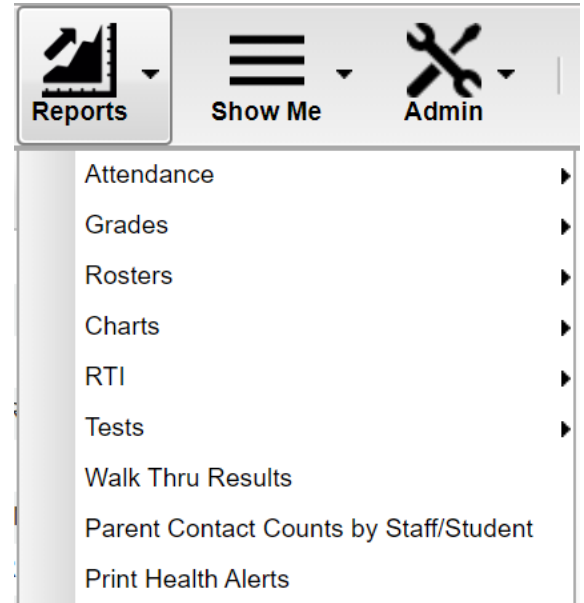 Reports Show Me Admin
Attendance
Grades
Rosters
Charts
RTI
Tests
Walk Thru Results
Parent Contact Counts by Staff/Student
Print Health Alerts